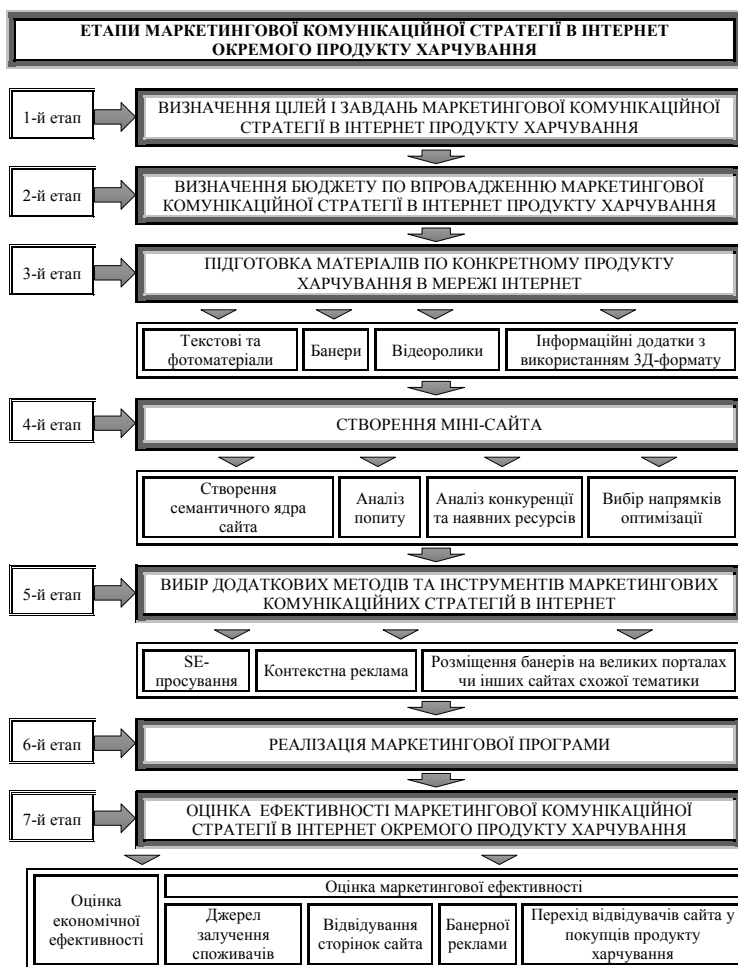 ЕТАПИ МАРКЕТИНГОВОЇ КОМУНІКАЦІЙНОЇ СТРАТЕГІЇ В ІНТЕРНЕТ
ОКРЕМОГО ПРОДУКТУ ХАРЧУВАННЯ
1-й етап
ВИЗНАЧЕННЯ ЦІЛЕЙ І ЗАВДАНЬ МАРКЕТИНГОВОЇ КОМУНІКАЦІЙНОЇ
СТРАТЕГІЇ В ІНТЕРНЕТ ПРОДУКТУ ХАРЧУВАННЯ
2-й етап
ВИЗНАЧЕННЯ БЮДЖЕТУ ПО ВПРОВАДЖЕННЮ МАРКЕТИНГОВОЇ
КОМУНІКАЦІЙНОЇ СТРАТЕГІЇ В ІНТЕРНЕТ ПРОДУКТУ ХАРЧУВАННЯ
3-й етап
ПІДГОТОВКА МАТЕРІАЛІВ ПО КОНКРЕТНОМУ ПРОДУКТУ
ХАРЧУВАННЯ В МЕРЕЖІ ІНТЕРНЕТ
Текстові та
фотоматеріали
Банери
Відеоролики
Інформаційні додатки з
використанням 3Д-формату
4-й етап
СТВОРЕННЯ МІНІ-САЙТА
Створення
семантичного ядра
сайта
Аналіз
попиту
Аналіз конкуренції
та наявних ресурсів
Вибір напрямків
оптимізації
5-й етап
ВИБІР ДОДАТКОВИХ МЕТОДІВ ТА ІНСТРУМЕНТІВ МАРКЕТИНГОВИХ
КОМУНІКАЦІЙНИХ СТРАТЕГІЙ В ІНТЕРНЕТ
SE-
просування
Контекстна реклама
Розміщення банерів на великих порталах
чи інших сайтах схожої тематики
6-й етап
РЕАЛІЗАЦІЯ МАРКЕТИНГОВОЇ ПРОГРАМИ
7-й етап
ОЦІНКА ЕФЕКТИВНОСТІ МАРКЕТИНГОВОЇ КОМУНІКАЦІЙНОЇ
СТРАТЕГІЇ В ІНТЕРНЕТ ОКРЕМОГО ПРОДУКТУ ХАРЧУВАННЯ
Оцінка
економічної
ефективності
Оцінка маркетингової ефективності
Джерел
залучення
споживачів
Відвідування
сторінок сайта
Банерної
реклами
Перехід відвідувачів сайта у
покупців продукту
харчування